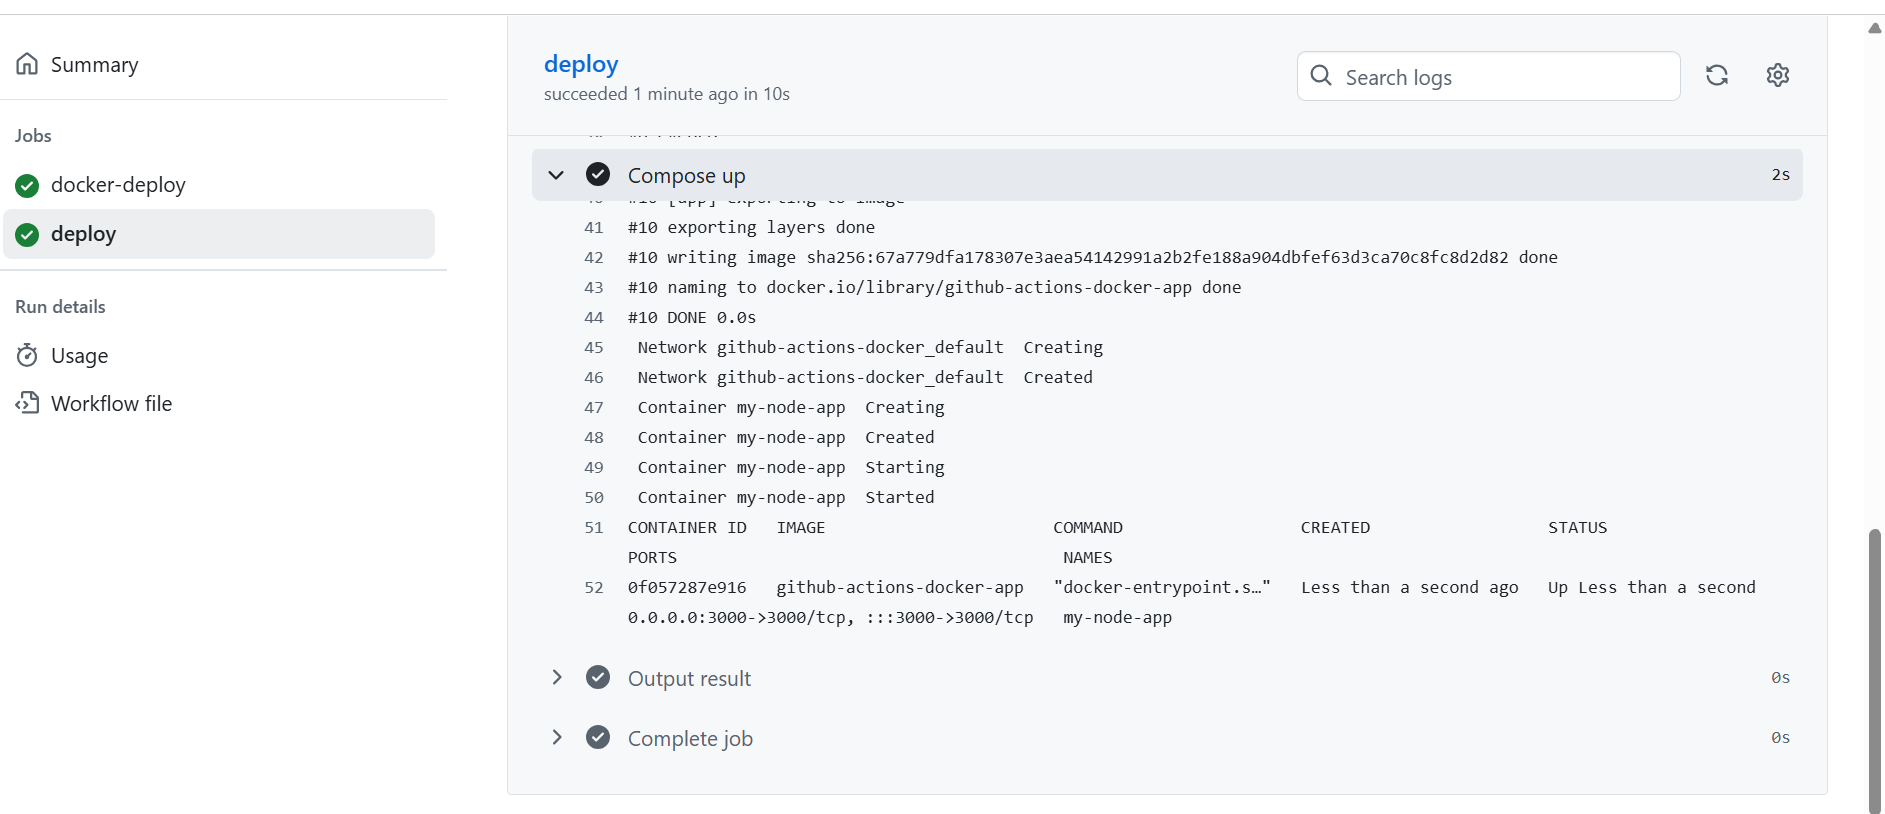 Summary
Jobs
docker-deploy
deploy
Run details
Usage
Workflow file
deploy
succeeded 1 minute ago in 10s
Search logs
Compose up 2s
41 #10 exporting layers done
42 #10 writing image sha256:67a779dfa178307e3aea54142991a2b2fe188a904dbfef63d3ca70c8fc8d2d82 done
43 #10 naming to docker.io/library/github-actions-docker-app done
44 #10 DONE 0.0s
45 Network github-actions-docker_default Creating
46 Network github-actions-docker_default Created
47 Container my-node-app Creating
48 Container my-node-app Created
49 Container my-node-app Starting
50 Container my-node-app Started
51 CONTAINER ID IMAGE COMMAND CREATED STATUS
PORTS NAMES
52 0f057287e916 github-actions-docker-app "docker-entrypoint.s…" Less than a second ago Up Less than a second
0.0.0.0:3000->3000/tcp, :::3000->3000/tcp my-node-app
Output result 0s
Complete job 0s